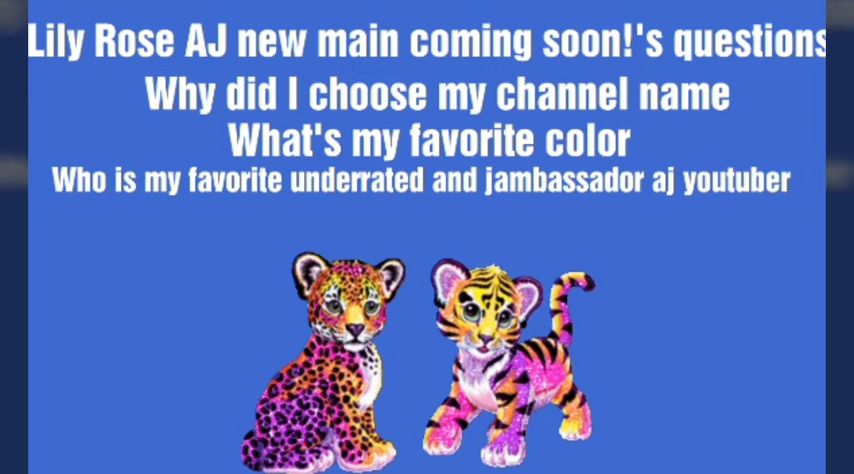 Lily Rose AJ new main coming soon!'s questions
Why did I choose my channel name
What's my favorite color
Who is my favorite underrated and jambassador aj youtuber